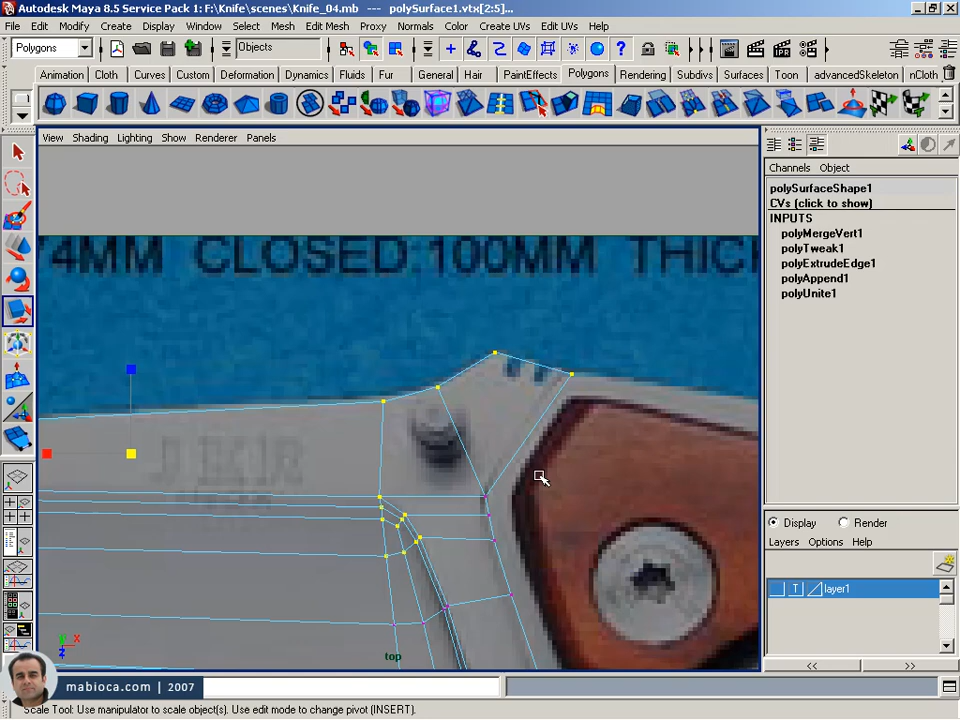 Autodesk Maya 8.5 Service Pack 1: F:\Knife\scenes\Knife_04.mb - polySurface1.vtx[2:5]...
File Edit Modify Create Display Window Select Mesh Edit Mesh Proxy Normals Color Create UVs Edit UVs Help
Polygons Objects
Animation Cloth Curves Custom Deformation Dynamics Fluids Fur General Hair PaintEffects Polygons Rendering Subdivs Surfaces Toon advancedSkeleton nCloth
View Shading Lighting Show Renderer Panels
Channels Object
polySurfaceShape1
CVs (click to show)
INPUTS
polyMergeVert1
polyTweak1
polyExtrudeEdge1
polyAppend1
polyUnite1
74MM CLOSED:100MM THICK
Display Render
Layers Options Help
T layer1
<< >>
y x
z
top
mabioca.com | 2007
Scale Tool: Use manipulator to scale object(s). Use edit mode to change pivot (INSERT).